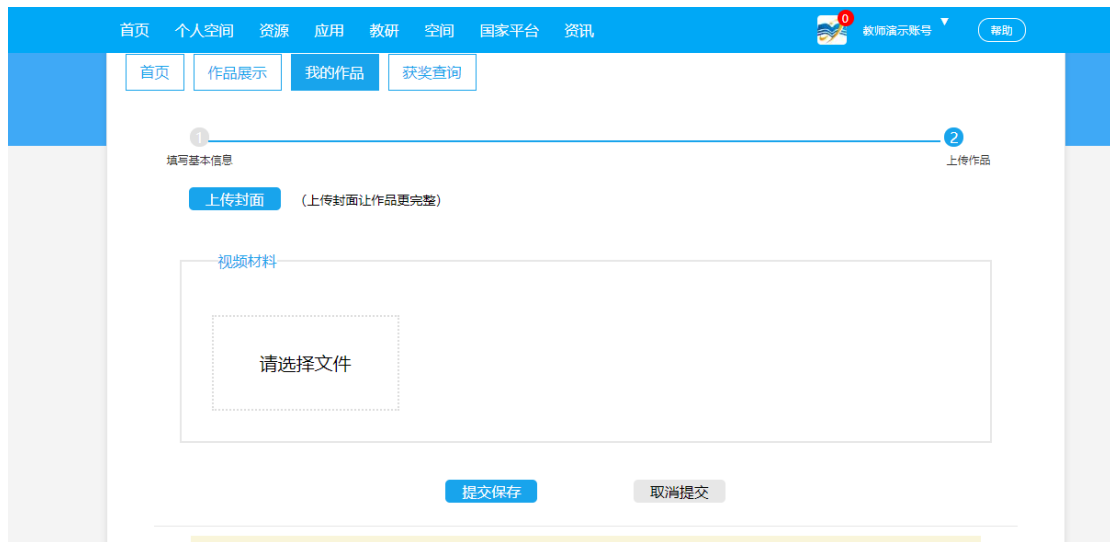 首页 个人空间 资源 应用 教研 空间 国家平台 资讯 0 教师演示账号 帮助
首页 作品展示 我的作品 获奖查询
1 2
填写基本信息 上传作品
上传封面 (上传封面让作品更完整)
视频材料
请选择文件
提交保存 取消提交